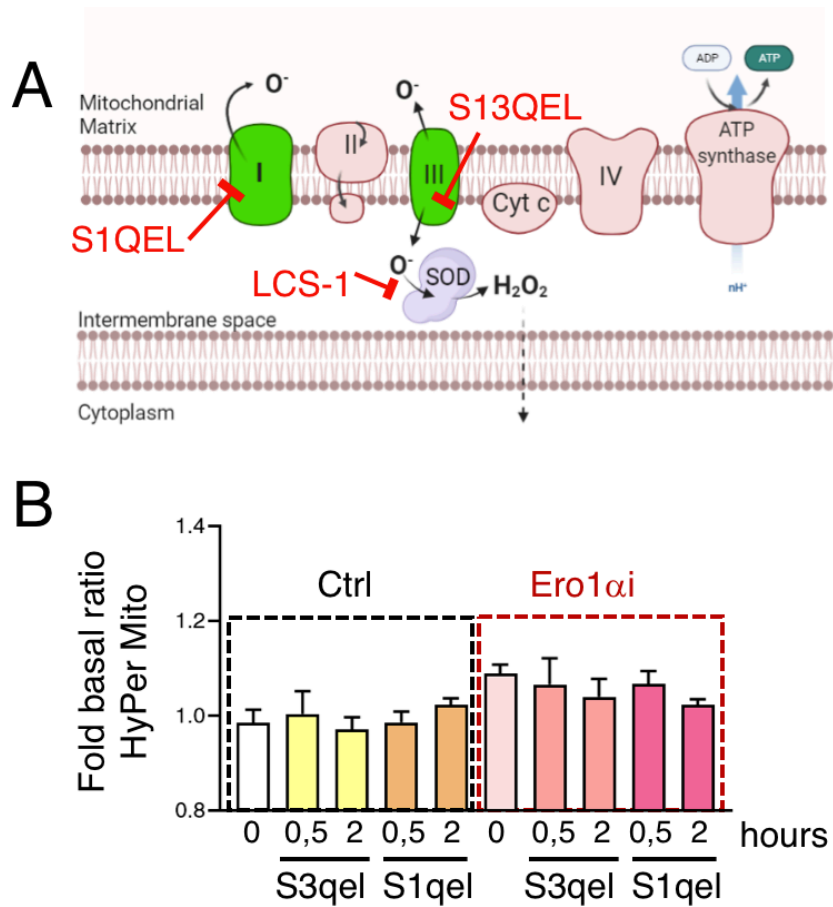 A
Mitochondrial
Matrix
O-
O-
S13QEL
ADP
ATP
I
II
III
Cyt c
IV
ATP
synthase
S1QEL
LCS-1
O-
SOD
H₂O₂
nH⁺
Intermembrane space
Cytoplasm
B
Fold basal ratio
HyPer Mito
1.4
1.2
1.0
0.8
Ctrl
Ero1αi
0 0,5 2 0,5 2 0 0,5 2 0,5 2 hours
S3qel S1qel S3qel S1qel